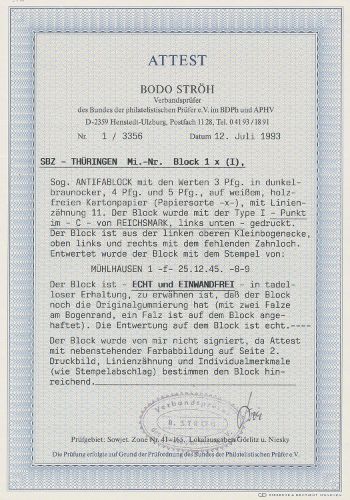 ATTEST
BODO STRÖH
Verbandsprüfer
des Bundes der philatelistischen Prüfer e.V. im BDPh und APHV
D-2359 Henstedt-Ulzburg, Postfach 11 28, Tel. 0 41 93 / 18 91
Nr. 1 / 3356 Datum 12. Juli 1993
SBZ - THÜRINGEN Mi.-Nr. Block 1 x (I),
Sog. ANTIFABLOCK mit den Werten 3 Pfg. in dunkel-
braunocker, 4 Pfg. und 5 Pfg., auf weißem, holz-
freien Kartonpapier (Papiersorte -x-), mit Linien-
zähnung 11. Der Block wurde mit der Type I - Punkt
im - C - von REICHSMARK, links unten - gedruckt.
Der Block ist aus der linken oberen Kleinbogenecke,
oben links und rechts mit dem fehlenden Zahnloch.
Entwertet wurde der Block mit dem Stempel von:
MÜHLHAUSEN 1 -f- 25.12.45. -8-9
Der Block ist - ECHT und EINWANDFREI - in tadel-
loser Erhaltung, zu erwähnen ist, daß der Block
noch die Originalgummierung hat (mit zwei Falze
am Bogenrand, ein Falz ist auf dem Block ange-
haftet). Die Entwertung auf dem Block ist echt.----
Der Block wurde von mir nicht signiert, da Attest
mit nebenstehender Farbabbildung auf Seite 2.
Druckbild, Linienzähnung und Individualmerkmale
(wie Stempelabschlag) bestimmen den Block hin-
reichend.
Verbandsprüfer
B. STRÖH
Prüfgebiet: Sowjet. Zone Nr. 41-165, Lokalausgaben Görlitz u. Niesky
Die Prüfung erfolgte auf Grund der Prüfordnung des Bundes der Philatelistischen Prüfer e. V.